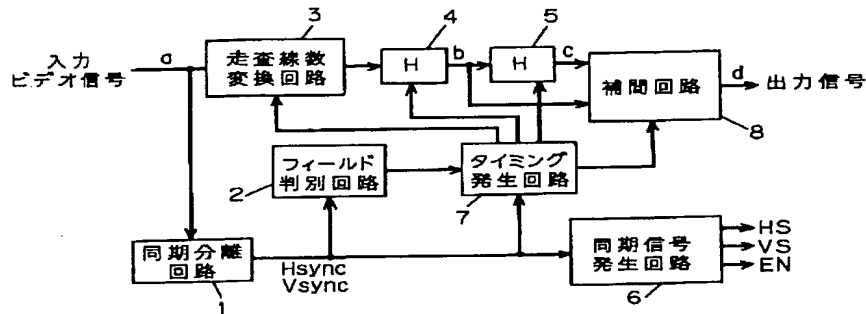 3
4
5
入力
ビデオ信号
a
走査線数
変換回路
H
b
H
c
補間回路
d
出力信号
8
フィールド
判別回路
2
タイミング
発生回路
7
同期分離
回路
1
Hsync
Vsync
同期信号
発生回路
6
HS
VS
EN